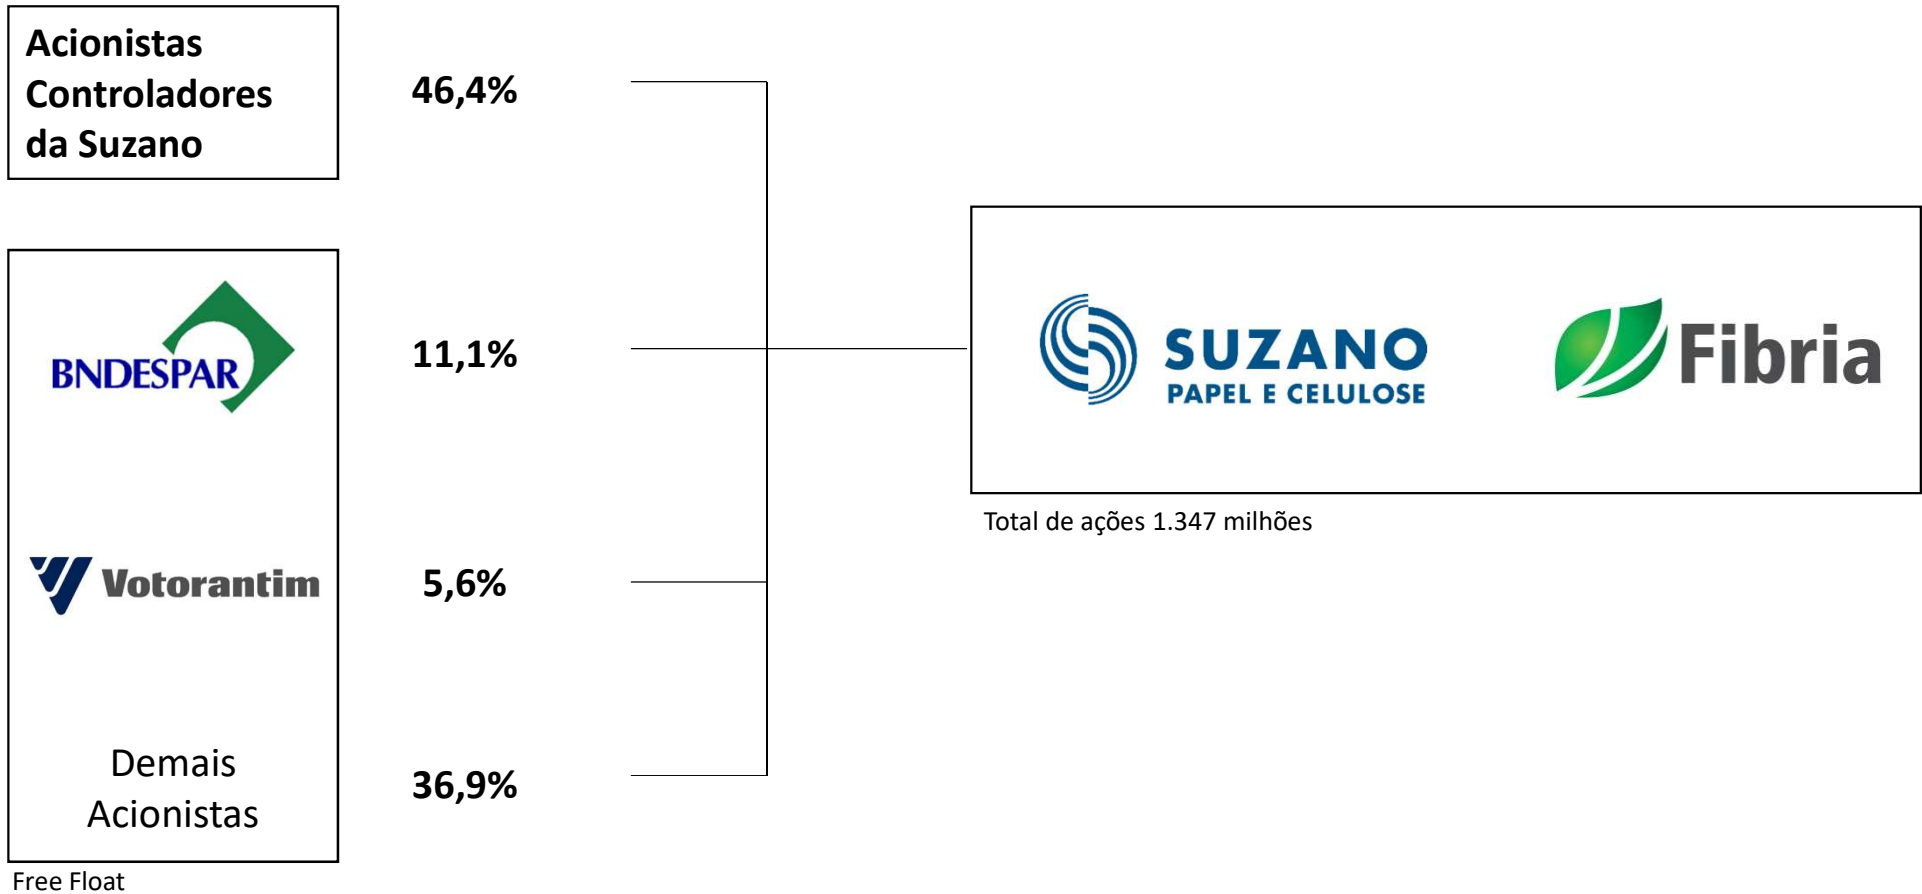 Acionistas
Controladores
da Suzano
46,4%
BNDESPAR
11,1%
SUZANO
PAPEL E CELULOSE
Fibria
Total de ações 1.347 milhões
Votorantim
5,6%
Demais
Acionistas
36,9%
Free Float